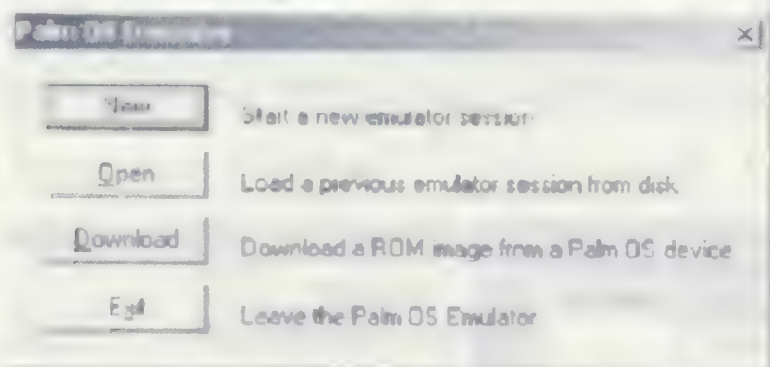 Palm OS Emulator
New
Start a new emulator session
Open
Load a previous emulator session from disk
Download
Download a ROM image from a Palm OS device
Exit
Leave the Palm OS Emulator